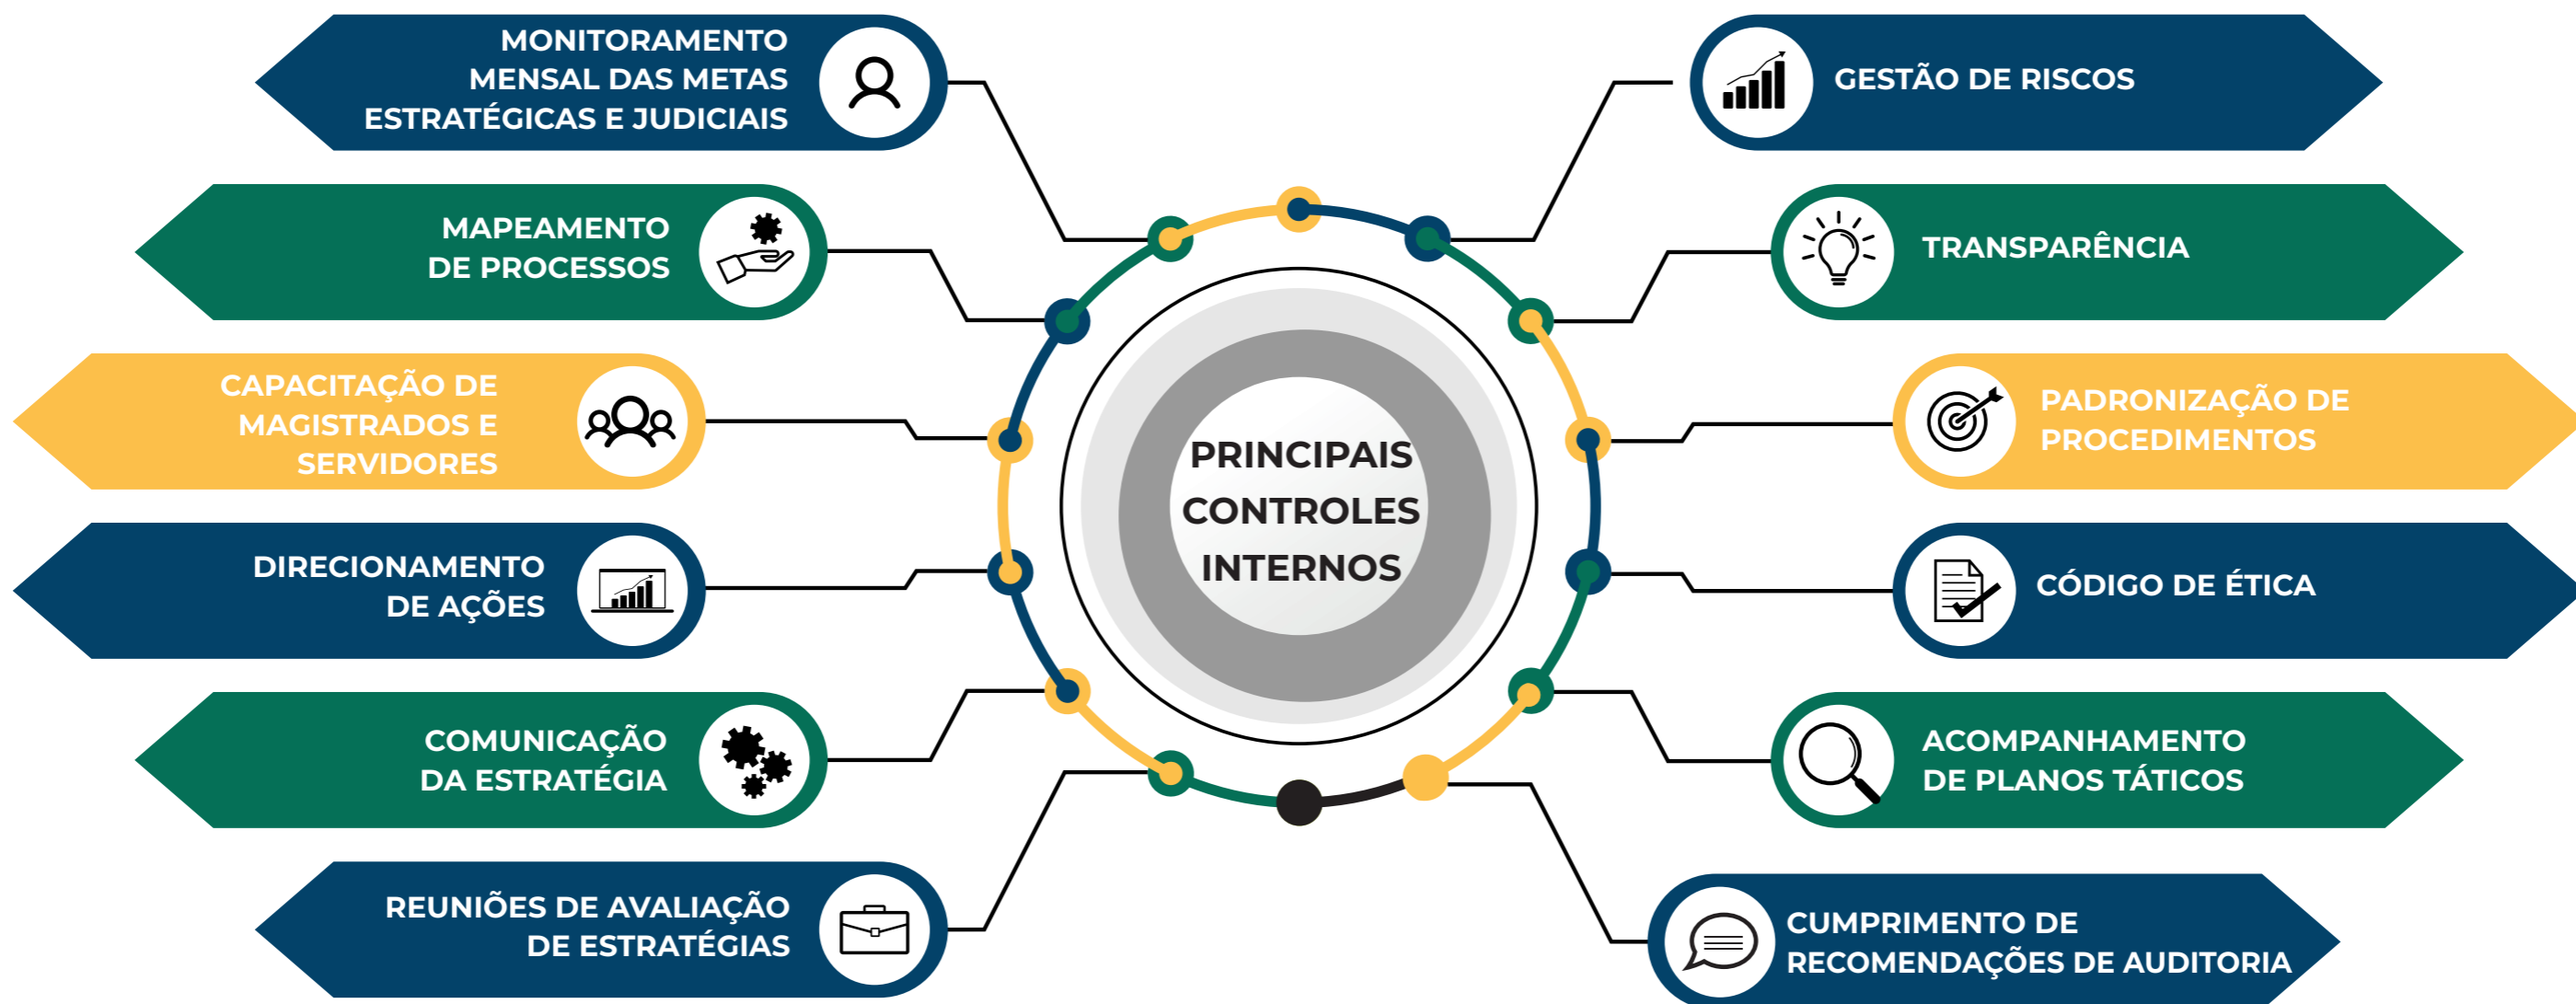 MONITORAMENTO
MENSAL DAS METAS
ESTRATÉGICAS E JUDICIAIS
MAPEAMENTO
DE PROCESSOS
CAPACITAÇÃO DE
MAGISTRADOS E
SERVIDORES
DIRECIONAMENTO
DE AÇÕES
COMUNICAÇÃO
DA ESTRATÉGIA
REUNIÕES DE AVALIAÇÃO
DE ESTRATÉGIAS
PRINCIPAIS
CONTROLES
INTERNOS
GESTÃO DE RISCOS
TRANSPARÊNCIA
PADRONIZAÇÃO DE
PROCEDIMENTOS
CÓDIGO DE ÉTICA
ACOMPANHAMENTO
DE PLANOS TÁTICOS
CUMPRIMENTO DE
RECOMENDAÇÕES DE AUDITORIA